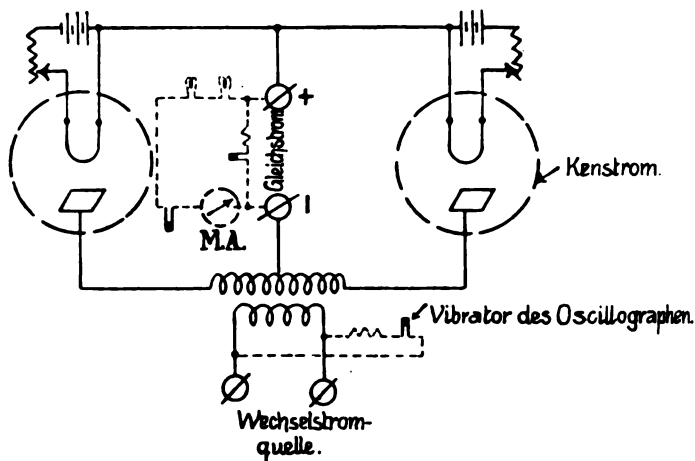 +
Gleichstrom
I
M.A.
Kenstrom.
Vibrator des Oscillographen.
Wechselstrom-
quelle.